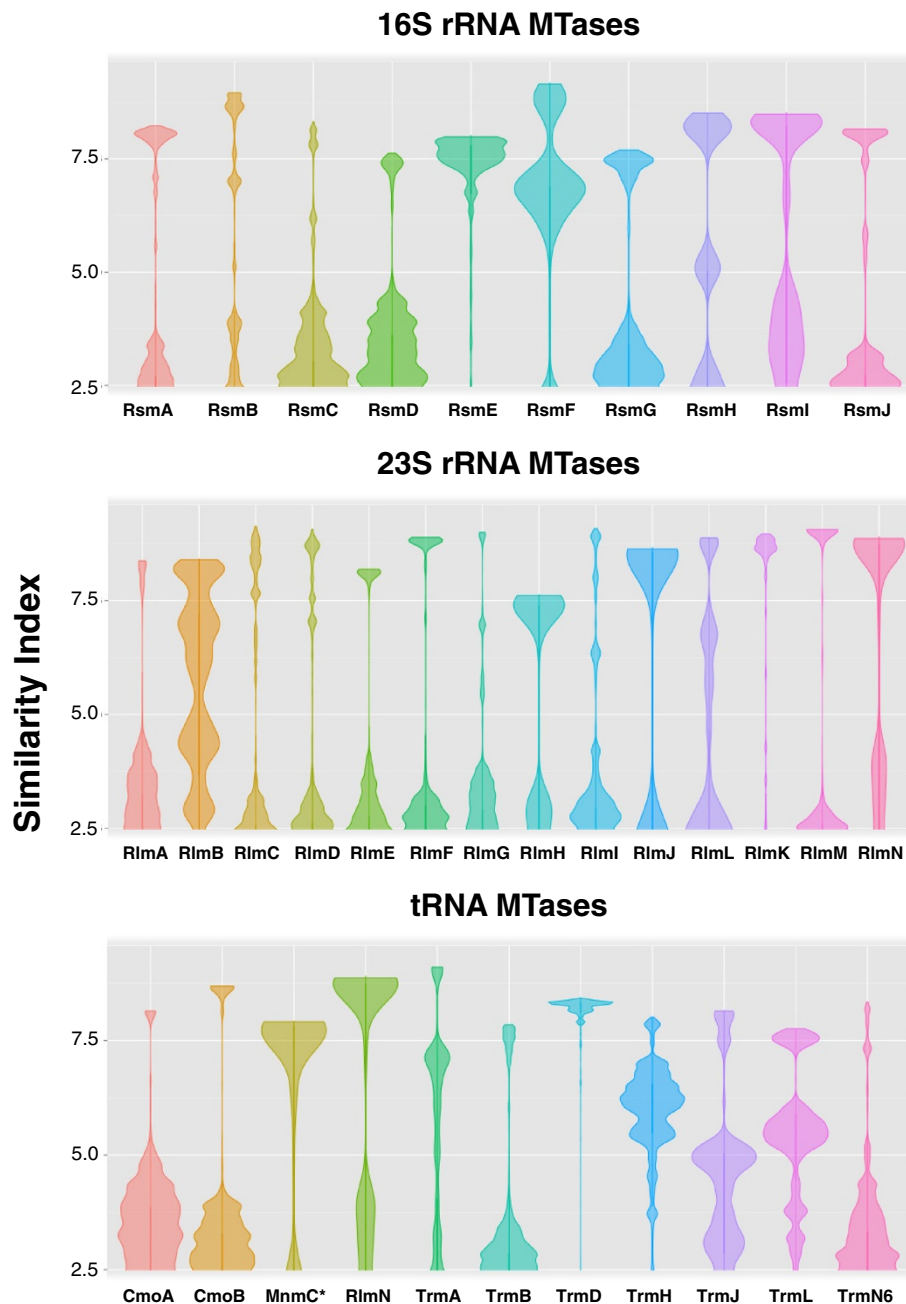 16S rRNA MTases
7.5
5.0
2.5
RsmA RsmB RsmC RsmD RsmE RsmF RsmG RsmH RsmI RsmJ
23S rRNA MTases
Similarity Index
7.5
5.0
2.5
RlmA RlmB RlmC RlmD RlmE RlmF RlmG RlmH RlmI RlmJ RlmL RlmK RlmM RlmN
tRNA MTases
7.5
5.0
2.5
CmoA CmoB MnmC* RlmN TrmA TrmB TrmD TrmH TrmJ TrmL TrmN6